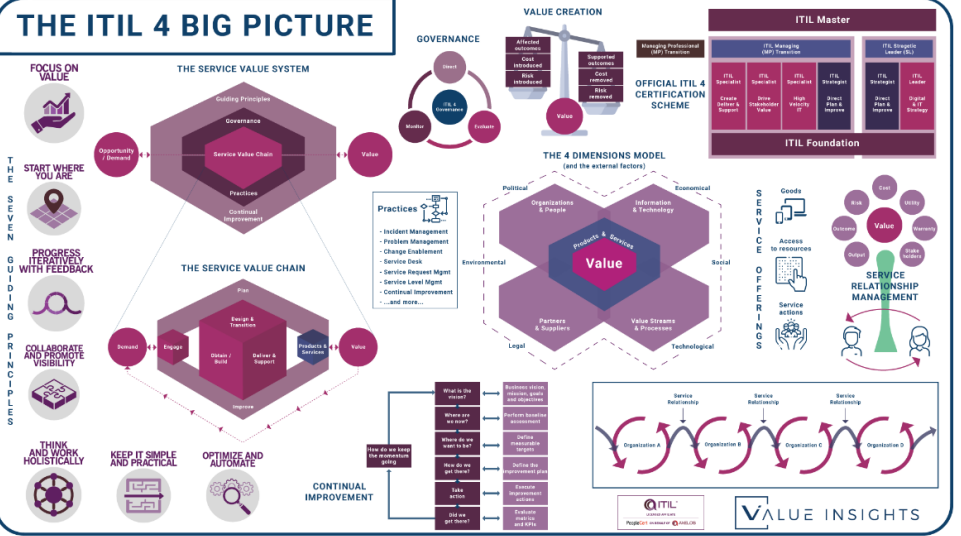 THE ITIL 4 BIG PICTURE
FOCUS ON
VALUE
START WHERE
YOU ARE
PROGRESS
ITERATIVELY
WITH FEEDBACK
COLLABORATE
AND PROMOTE
VISIBILITY
THINK
AND WORK
HOLISTICALLY
KEEP IT SIMPLE
AND PRACTICAL
OPTIMIZE AND
AUTOMATE
THE SEVEN GUIDING PRINCIPLES
THE SERVICE VALUE SYSTEM
Guiding Principles
Governance
Opportunity
/ Demand
Service Value Chain
Value
Practices
Continual
Improvement
THE SERVICE VALUE CHAIN
Plan
Design &
Transition
Demand
Engage
Obtain /
Build
Deliver &
Support
Products &
Services
Value
Improve
GOVERNANCE
Direct
ITIL 4
Governance
Monitor
Evaluate
VALUE CREATION
Affected
outcomes
Cost
introduced
Risk
introduced
Supported
outcomes
Cost
removed
Risk
removed
Value
OFFICIAL ITIL 4
CERTIFICATION
SCHEME
ITIL Master
Managing Professional
(MP) Transition
ITIL Managing
(MP) Transition
ITIL Stragetic
Leader (SL)
ITIL
Specialist
Create
Deliver &
Support
ITIL
Specialist
Drive
Stakeholder
Value
ITIL
Specialist
High
Velocity
IT
ITIL
Strategist
Direct
Plan &
Improve
ITIL
Strategist
Direct
Plan &
Improve
ITIL
Leader
Digital
& IT
Strategy
ITIL Foundation
Practices
- Incident Management
- Problem Management
- Change Enablement
- Service Desk
- Service Request Mgmt
- Service Level Mgmt
- Continual Improvement
- ...and more...
THE 4 DIMENSIONS MODEL
(and the external factors)
Political
Economical
Organizations
& People
Information
& Technology
Environmental
Products & Services
Value
Social
Partners
& Suppliers
Value Streams
& Processes
Legal
Technological
SERVICE OFFERINGS
Goods
Access
to resources
Service
actions
Cost
Risk
Utility
Outcome
Value
Warranty
Output
Stake
holders
SERVICE
RELATIONSHIP
MANAGEMENT
CONTINUAL
IMPROVEMENT
How do we keep
the momentum
going
What is the
vision?
Business vision,
mission, goals
and objectives
Where are
we now?
Perform baseline
assessment
Where do we
want to be?
Define
measurable
targets
How do we
get there?
Define the
improvement plan
Take
action
Execute
improvement
actions
Did we
get there?
Evaluate
metrics
and KPIs
Service
Relationship
Service
Relationship
Service
Relationship
Organization A
Organization B
Organization C
Organization D
ITIL
PeopleCert
AXELOS
VALUE INSIGHTS